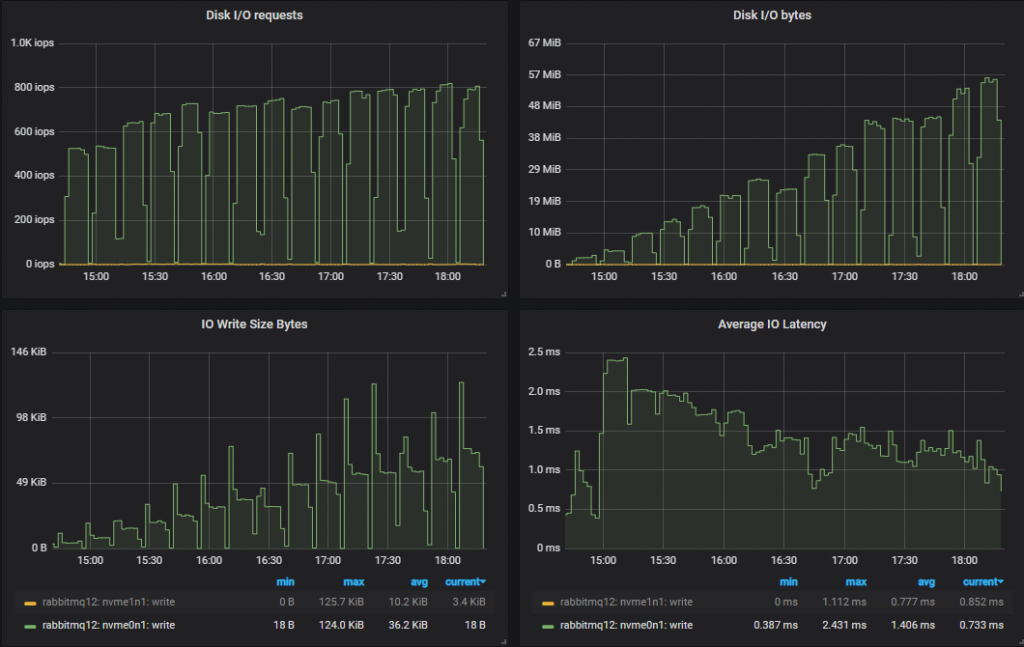 Disk I/O requests
1.0K iops
800 iops
600 iops
400 iops
200 iops
0 iops
15:00 15:30 16:00 16:30 17:00 17:30 18:00
Disk I/O bytes
67 MiB
57 MiB
48 MiB
38 MiB
29 MiB
19 MiB
10 MiB
0 B
15:00 15:30 16:00 16:30 17:00 17:30 18:00
IO Write Size Bytes
146 KiB
98 KiB
49 KiB
0 B
15:00 15:30 16:00 16:30 17:00 17:30 18:00
min max avg current
rabbitmq12: nvme1n1: write 0 B 125.7 KiB 10.2 KiB 3.4 KiB
rabbitmq12: nvme0n1: write 18 B 124.0 KiB 36.2 KiB 18 B
Average IO Latency
2.5 ms
2.0 ms
1.5 ms
1.0 ms
0.5 ms
0 ms
15:00 15:30 16:00 16:30 17:00 17:30 18:00
min max avg current
rabbitmq12: nvme1n1: write 0 ms 1.112 ms 0.777 ms 0.852 ms
rabbitmq12: nvme0n1: write 0.387 ms 2.431 ms 1.406 ms 0.733 ms